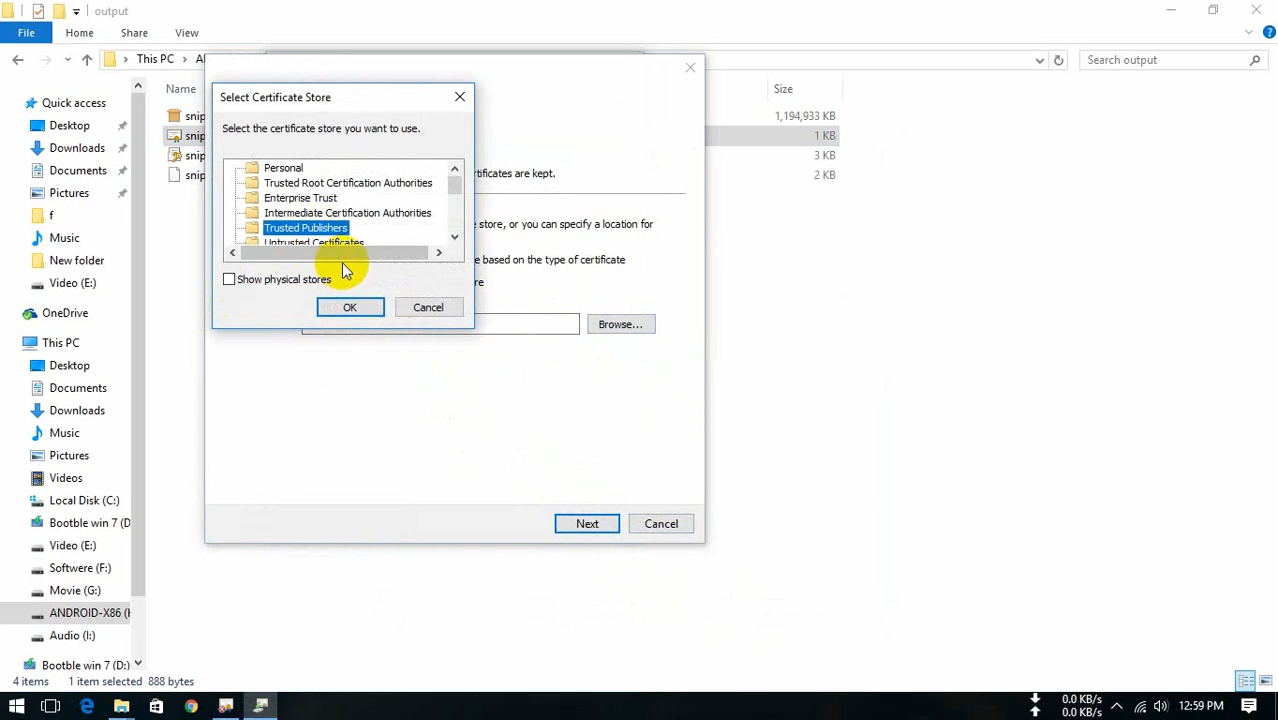 output
File
Home
Share
View
This PC
Search output
Name
Size
Quick access
Desktop
Downloads
Documents
Pictures
f
Music
New folder
Video (E:)
OneDrive
This PC
Desktop
Documents
Downloads
Music
Pictures
Videos
Local Disk (C:)
Bootble win 7 (D
Video (E:)
Softwere (F:)
Movie (G:)
ANDROID-X86 (
Audio (I:)
Bootble win 7 (D:)
snip
1,194,933 KB
snip
1 KB
snip
3 KB
snip
2 KB
Select Certificate Store
Select the certificate store you want to use.
Personal
Trusted Root Certification Authorities
Enterprise Trust
Intermediate Certification Authorities
Trusted Publishers
Untrusted Certificates
Show physical stores
OK
Cancel
rtificates are kept.
store, or you can specify a location for
e based on the type of certificate
re
Browse...
Next
Cancel
4 items
1 item selected 888 bytes
0.0 KB/s
0.0 KB/s
12:59 PM